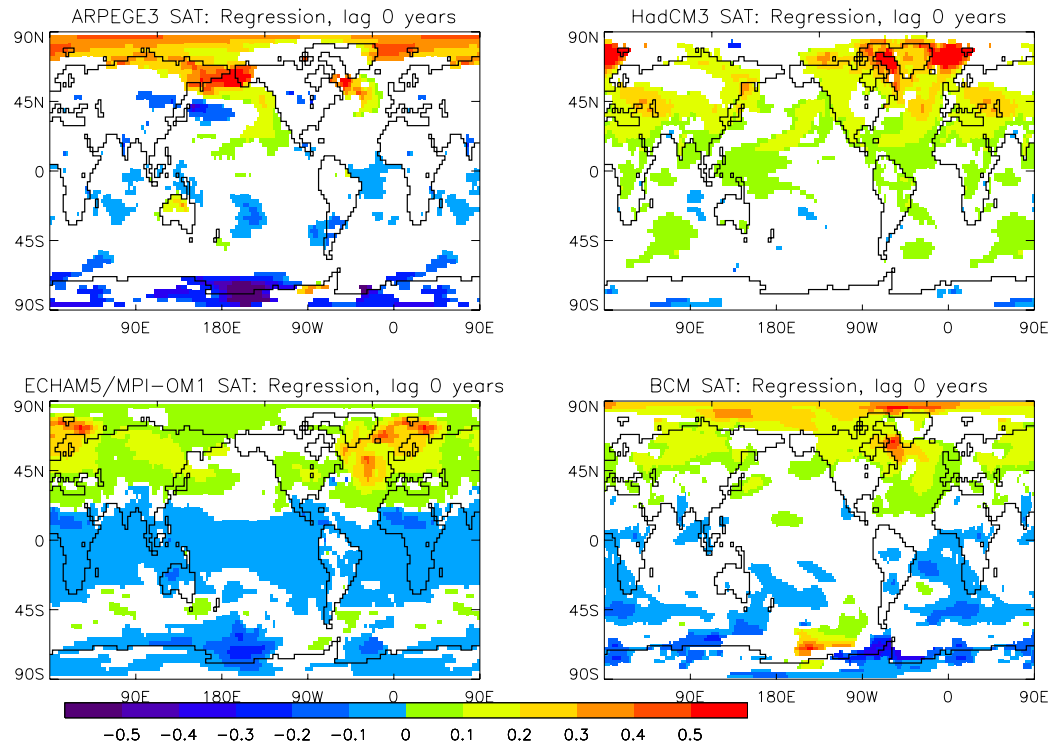 ARPEGE3 SAT: Regression, lag 0 years
HadCM3 SAT: Regression, lag 0 years
90N
45N
0
45S
90S
90E 180E 90W 0 90E
90N
45N
0
45S
90S
90E 180E 90W 0 90E
ECHAM5/MPI-OM1 SAT: Regression, lag 0 years
BCM SAT: Regression, lag 0 years
90N
45N
0
45S
90S
90E 180E 90W 0 90E
90N
45N
0
45S
90S
90E 180E 90W 0 90E
-0.5 -0.4 -0.3 -0.2 -0.1 0 0.1 0.2 0.3 0.4 0.5